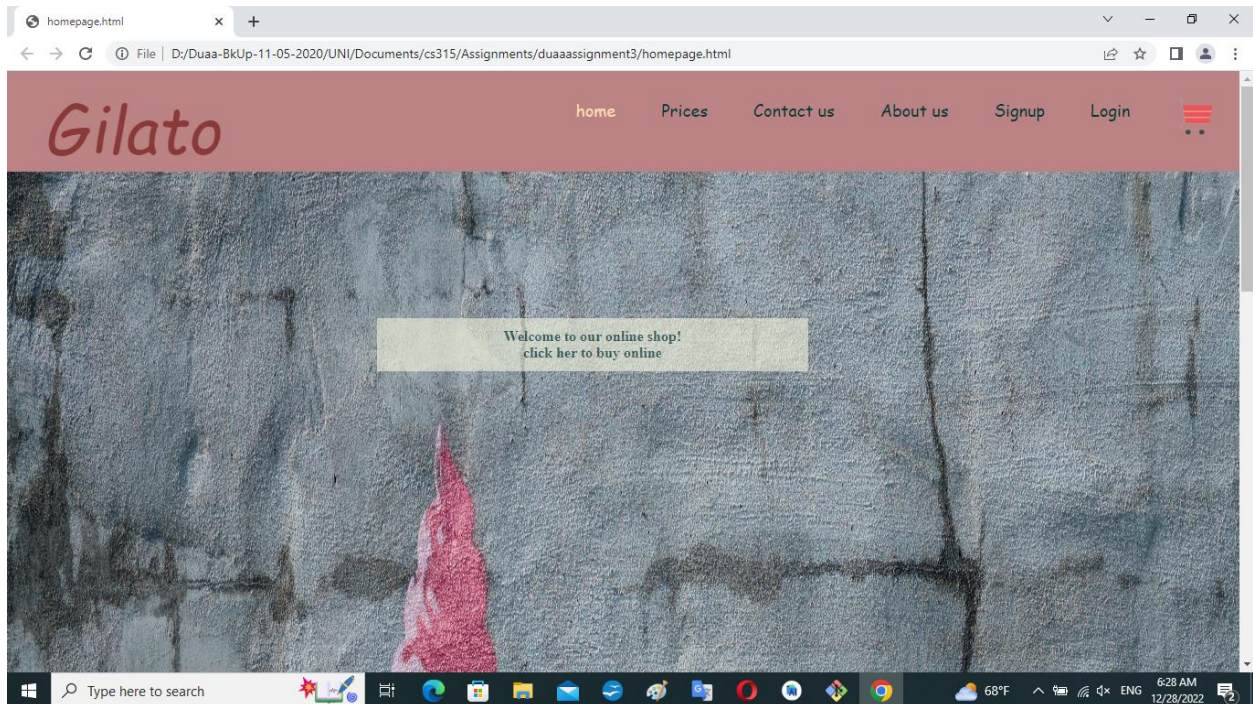 homepage.html
File | D:/Duaa-BkUp-11-05-2020/UNI/Documents/cs315/Assignments/duaaassignment3/homepage.html
Gilato
home Prices Contact us About us Signup Login
Welcome to our online shop!
click her to buy online
Type here to search
68°F ENG
6:28 AM
12/28/2022
2